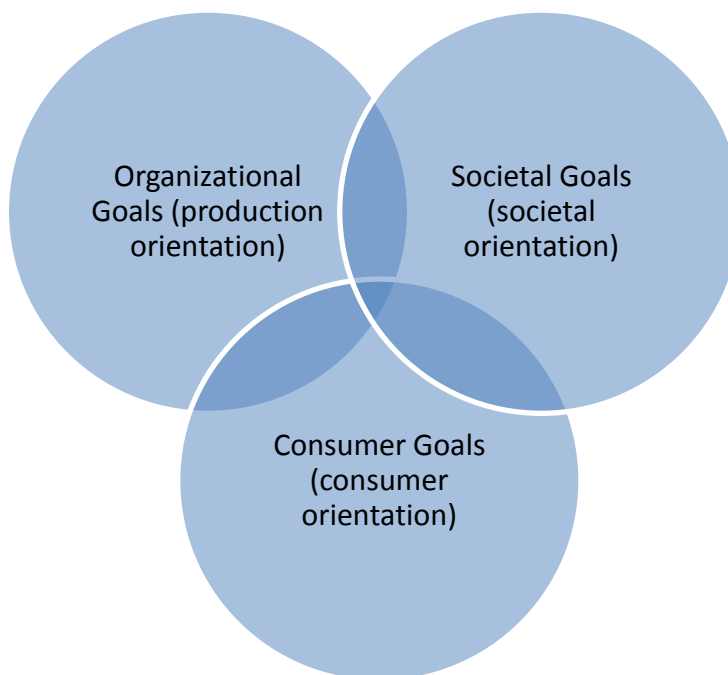 Organizational
Goals (production
orientation)
Societal Goals
(societal
orientation)
Consumer Goals
(consumer
orientation)